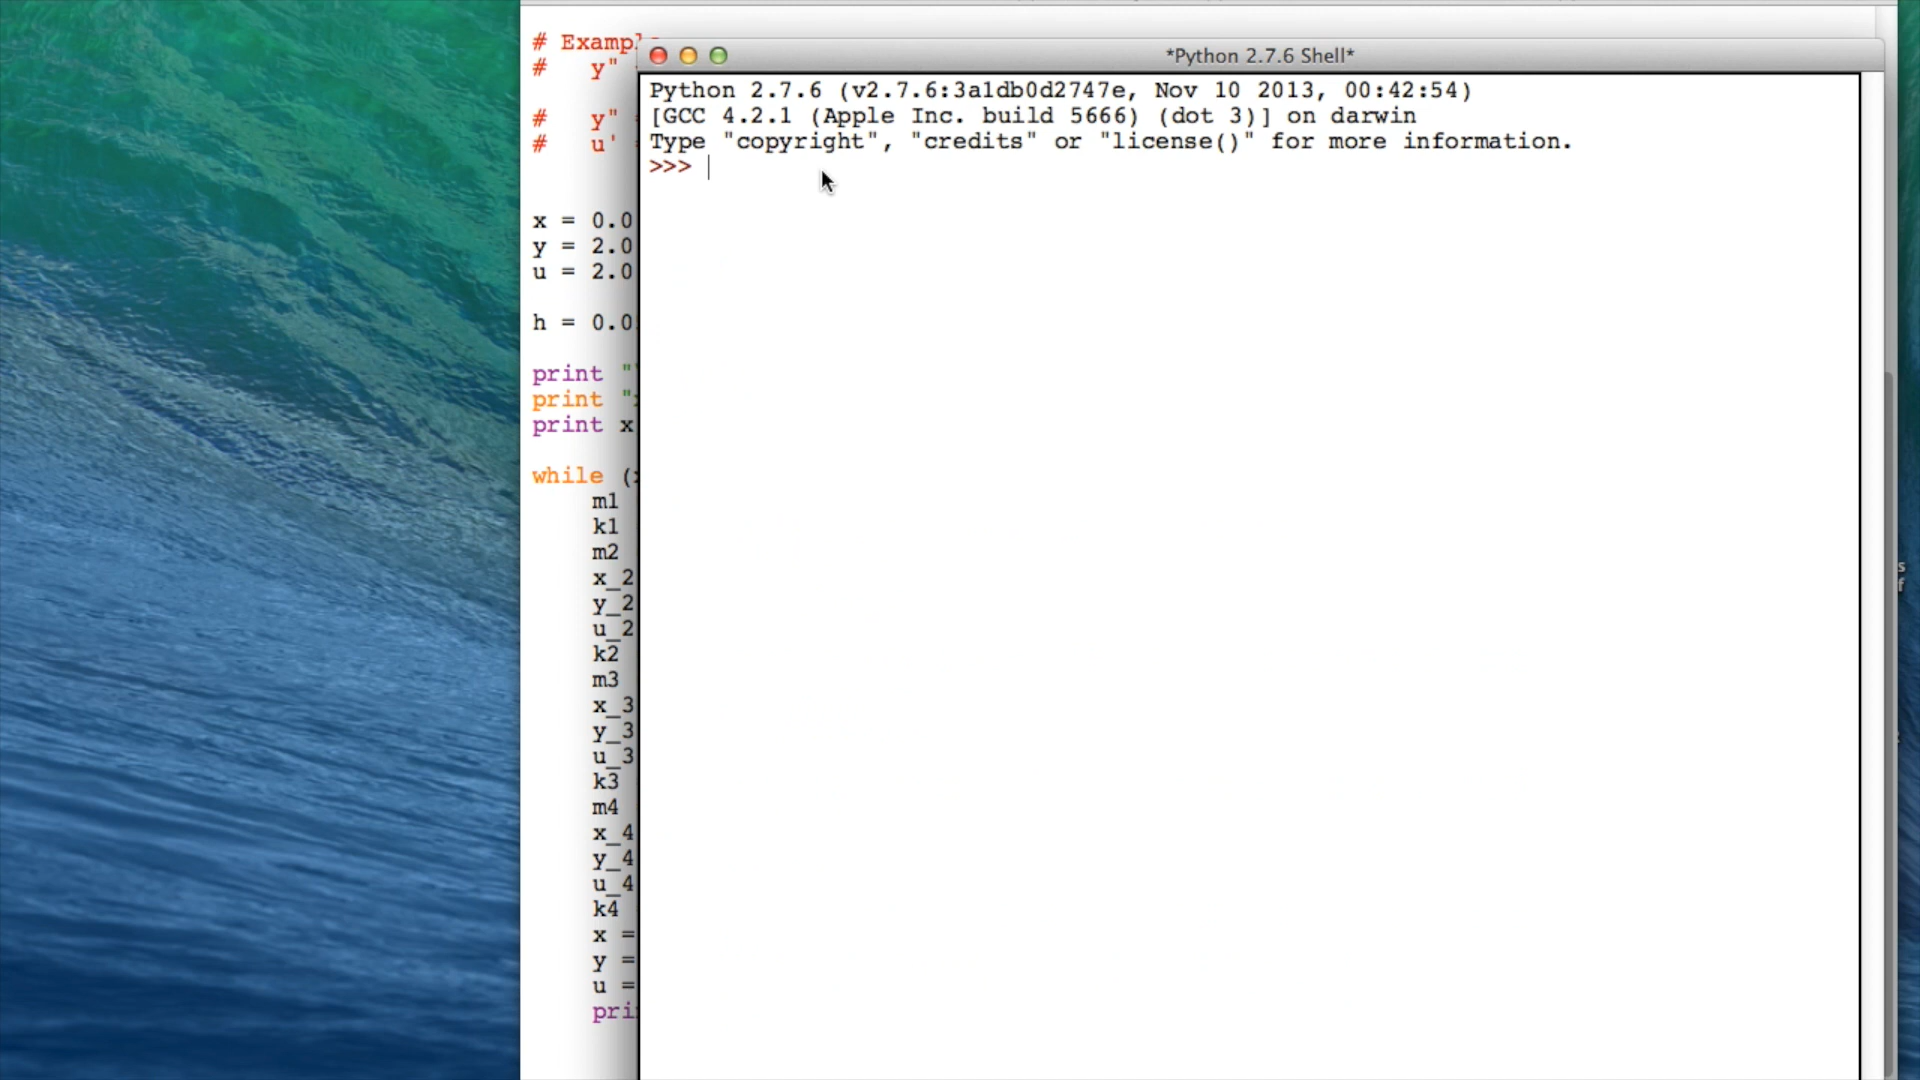 *Python 2.7.6 Shell*
Python 2.7.6 (v2.7.6:3a1db0d2747e, Nov 10 2013, 00:42:54)
[GCC 4.2.1 (Apple Inc. build 5666) (dot 3)] on darwin
Type "copyright", "credits" or "license()" for more information.
>>>
# Exampl
# y"
# y" =
# u' =
x = 0.0
y = 2.0
u = 2.0
h = 0.0
print "
print "
print x
while (
m1
k1
m2
x_2
y_2
u_2
k2
m3
x_3
y_3
u_3
k3
m4
x_4
y_4
u_4
k4
x =
y =
u =
pri